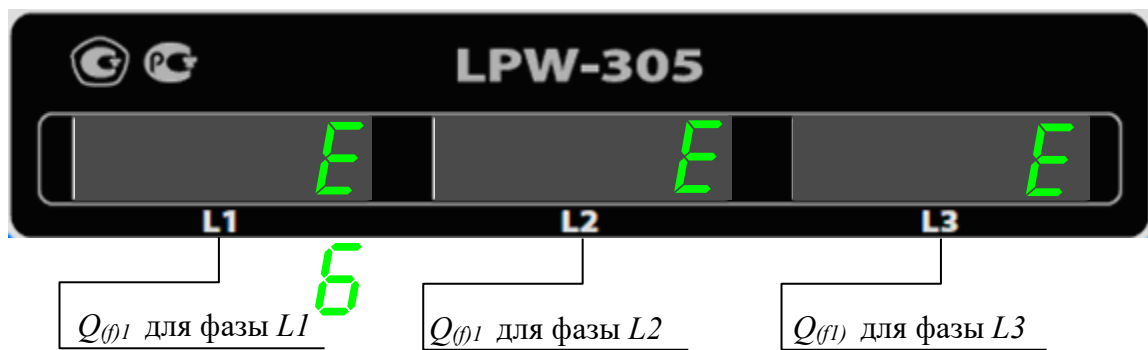 LPW-305
E E E
L1 L2 L3
6
Q(f)1 для фазы L1 Q(f)1 для фазы L2 Q(f1) для фазы L3